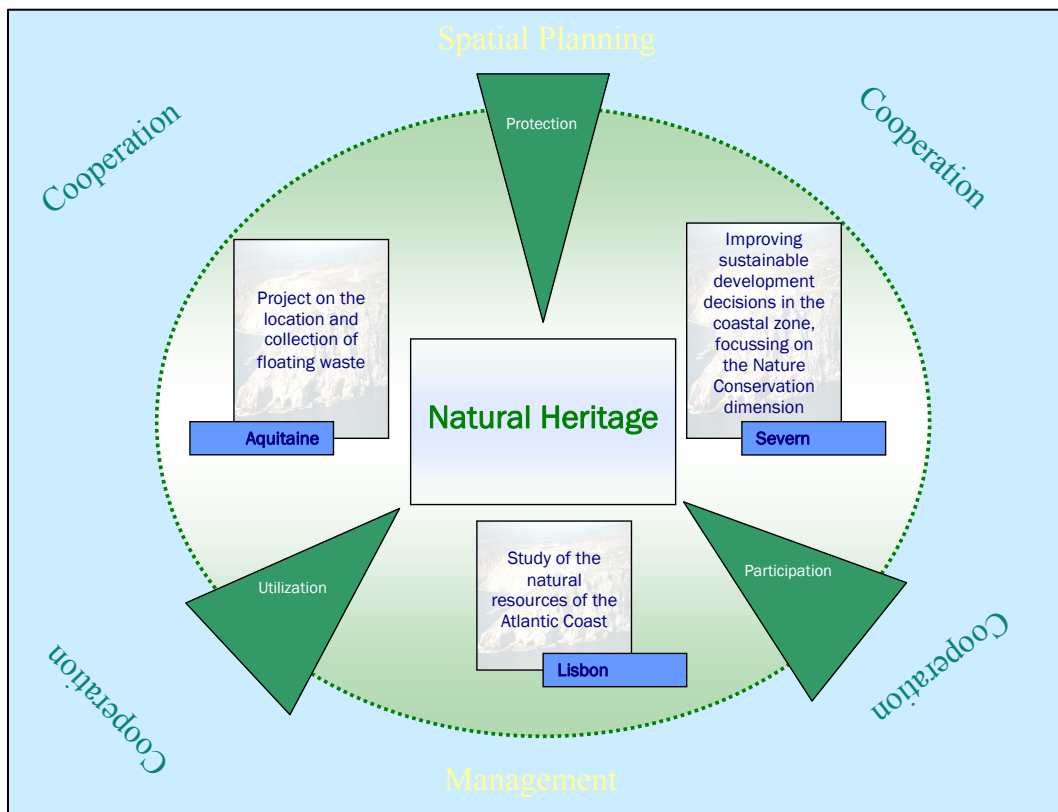 Spatial Planning
Cooperation
Cooperation
Protection
Project on the
location and
collection of
floating waste
Aquitaine
Improving
sustainable
development
decisions in the
coastal zone,
focussing on
the Nature
Conservation
dimension
Severn
Natural Heritage
Utilization
Study of the
natural
resources of the
Atlantic Coast
Lisbon
Participation
Cooperation
Cooperation
Management